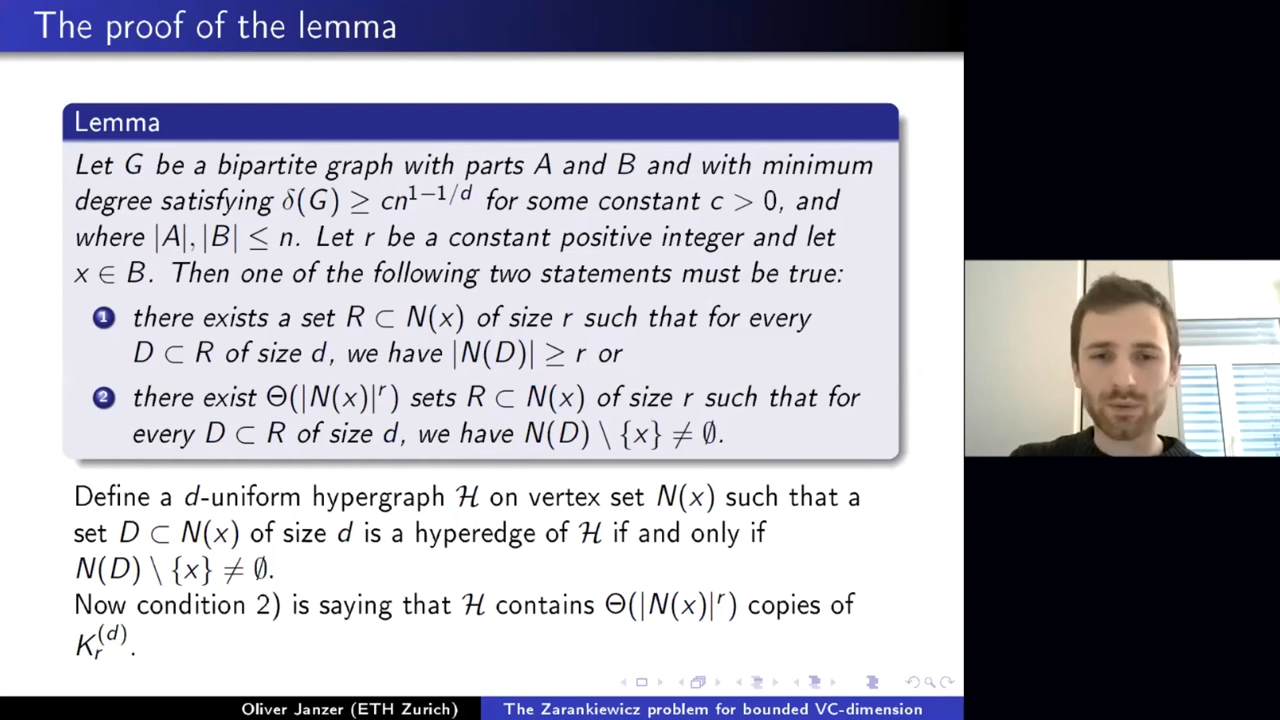 The proof of the lemma
Lemma
Let G be a bipartite graph with parts A and B and with minimum
degree satisfying δ(G) ≥ cn^{1−1/d} for some constant c > 0, and
where |A|, |B| ≤ n. Let r be a constant positive integer and let
x ∈ B. Then one of the following two statements must be true:
1 there exists a set R ⊂ N(x) of size r such that for every
D ⊂ R of size d, we have |N(D)| ≥ r or
2 there exist Θ(|N(x)|^r) sets R ⊂ N(x) of size r such that for
every D ⊂ R of size d, we have N(D) \ {x} ≠ ∅.
Define a d-uniform hypergraph ℋ on vertex set N(x) such that a
set D ⊂ N(x) of size d is a hyperedge of ℋ if and only if
N(D) \ {x} ≠ ∅.
Now condition 2) is saying that ℋ contains Θ(|N(x)|^r) copies of
K_r^{(d)}.
Oliver Janzer (ETH Zurich)
The Zarankiewicz problem for bounded VC-dimension